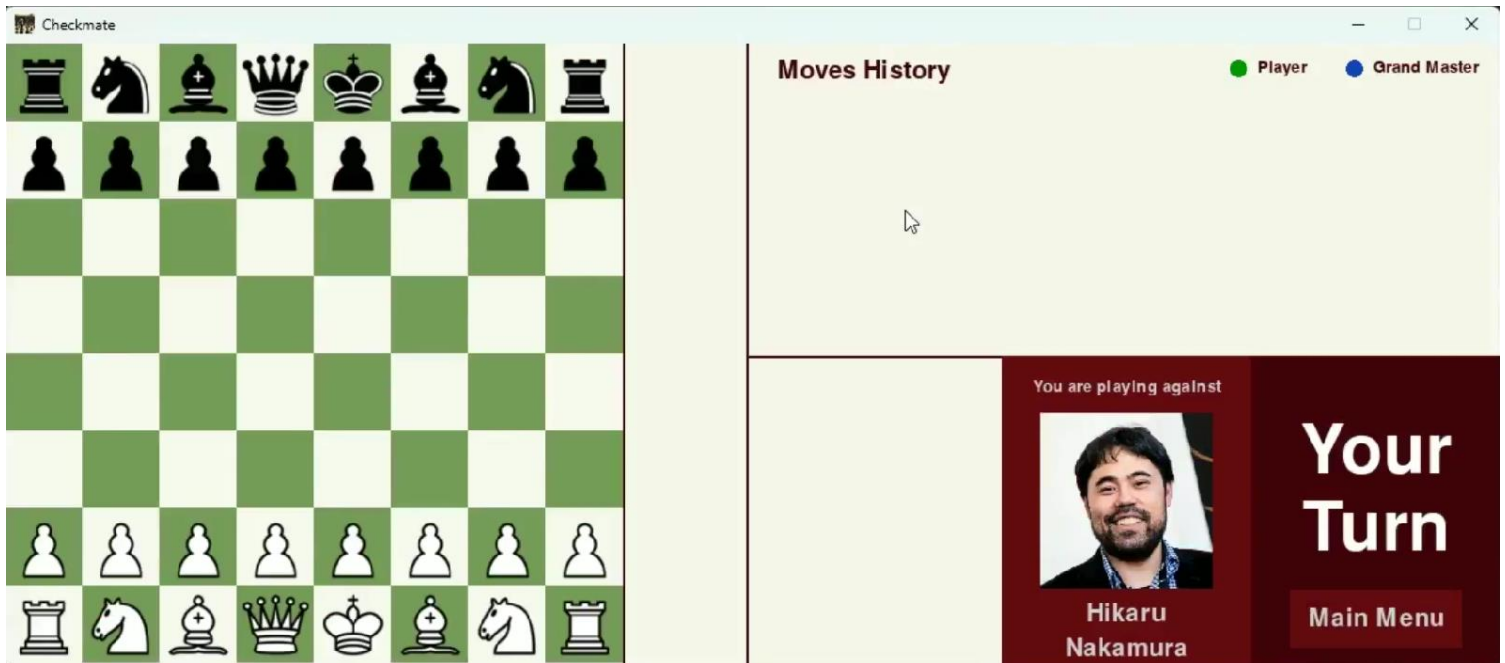 Checkmate
Moves History
Player
Grand Master
You are playing against
Your
Turn
Hikaru
Nakamura
Main Menu